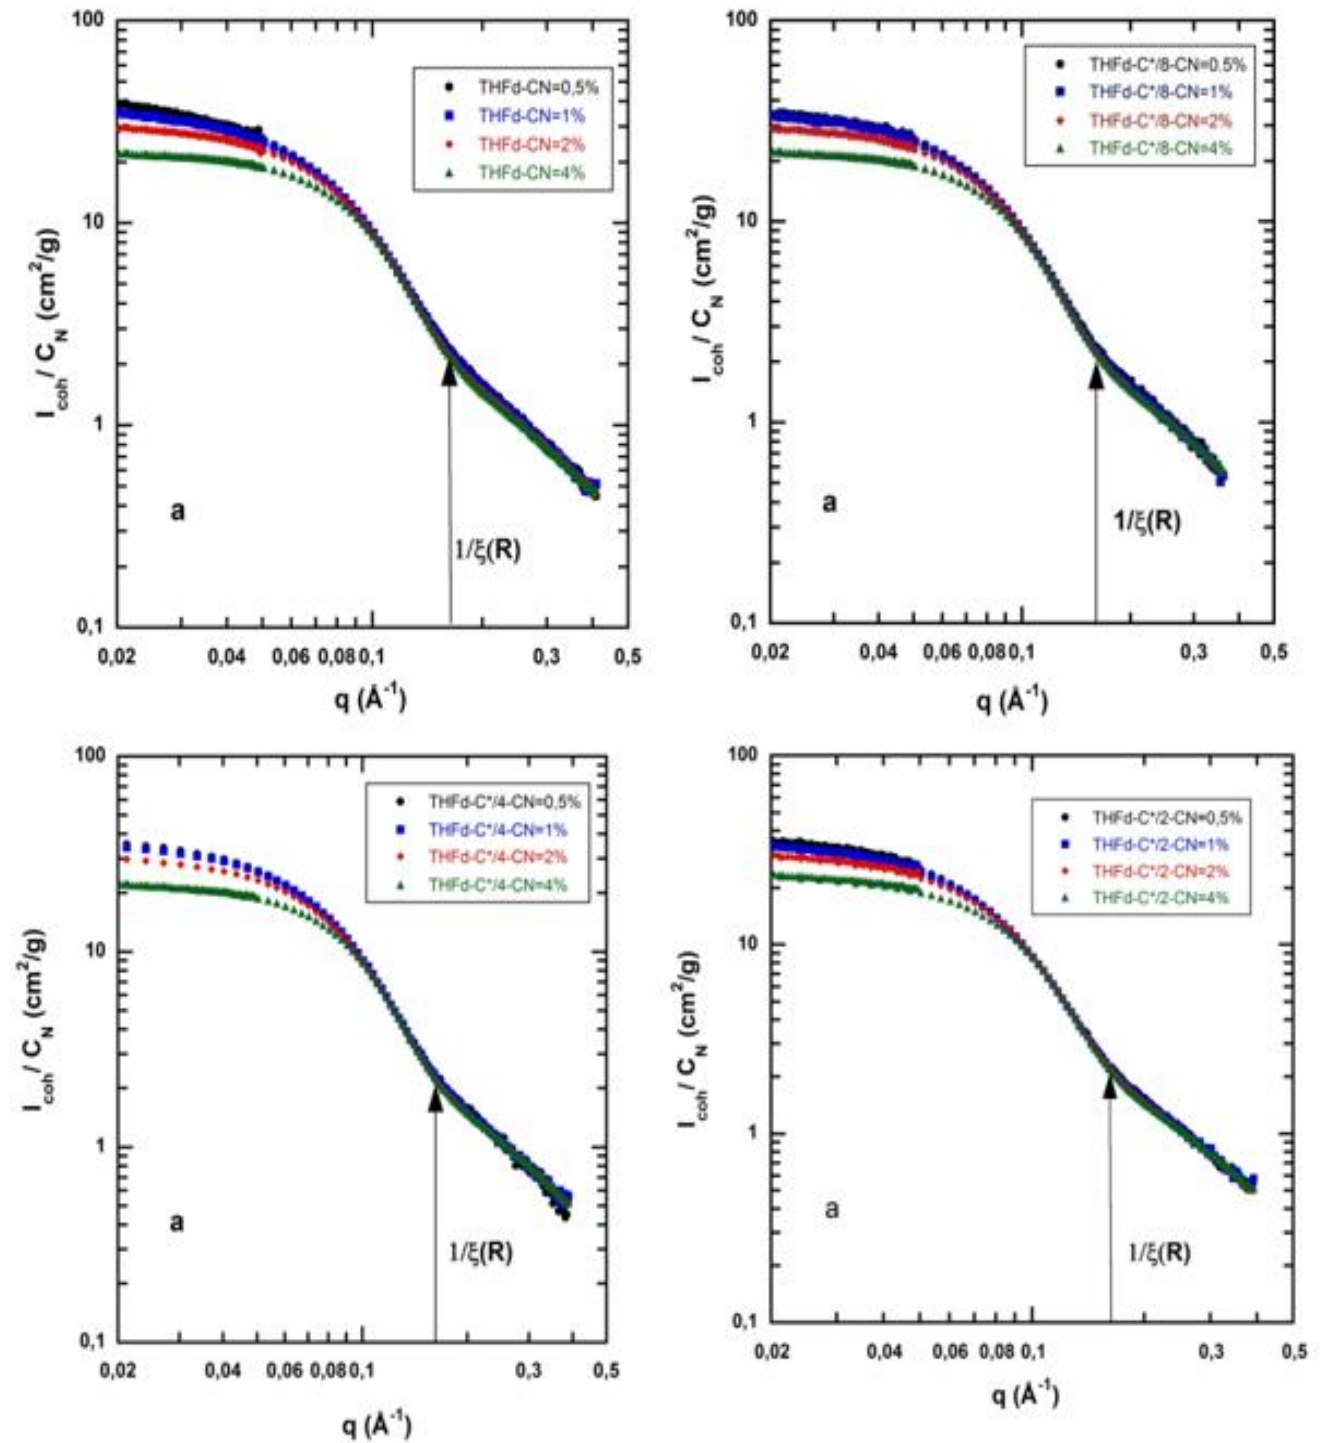 100
10
1
0,1
I_coh / C_N (cm²/g)
THFd-CN=0,5%
THFd-CN=1%
THFd-CN=2%
THFd-CN=4%
a
1/ξ(R)
0,02 0,04 0,06 0,08 0,1 0,3 0,5
q (Å⁻¹)
100
10
1
0,1
I_coh / C_N (cm²/g)
THFd-C*/8-CN=0.5%
THFd-C*/8-CN=1%
THFd-C*/8-CN=2%
THFd-C*/8-CN=4%
a
1/ξ(R)
0,02 0,04 0,06 0,08 0,1 0,3 0,5
q (Å⁻¹)
100
10
1
0,1
I_coh / C_N (cm²/g)
THFd-C*/4-CN=0,5%
THFd-C*/4-CN=1%
THFd-C*/4-CN=2%
THFd-C*/4-CN=4%
a
1/ξ(R)
0,02 0,04 0,06 0,08 0,1 0,3 0,5
q (Å⁻¹)
100
10
1
0,1
I_coh / C_N (cm²/g)
THFd-C*/2-CN=0,5%
THFd-C*/2-CN=1%
THFd-C*/2-CN=2%
THFd-C*/2-CN=4%
a
1/ξ(R)
0,02 0,04 0,06 0,08 0,1 0,3 0,5
q (Å⁻¹)